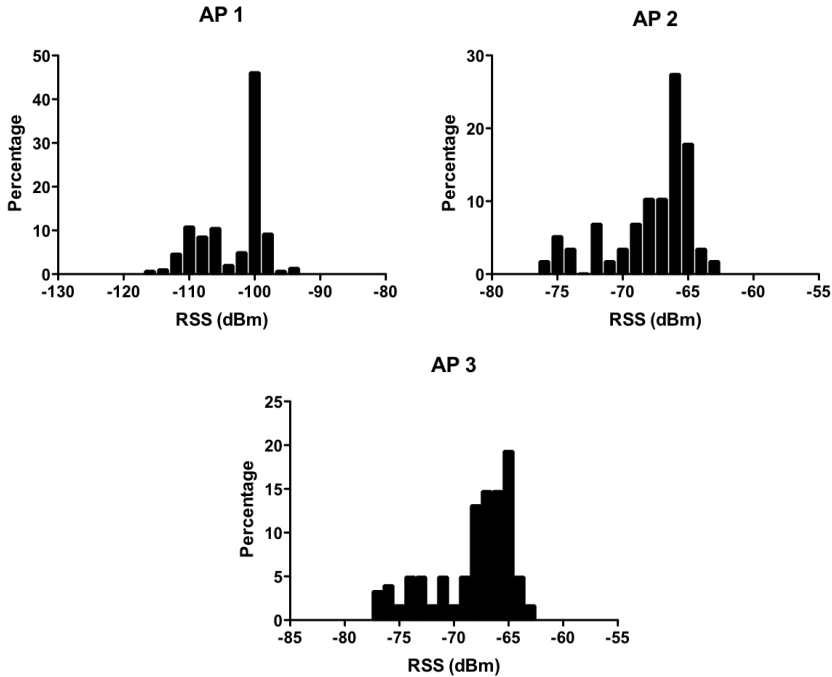 AP 1
50
40
30
20
10
0
Percentage
-130 -120 -110 -100 -90 -80
RSS (dBm)
AP 2
30
20
10
0
Percentage
-80 -75 -70 -65 -60 -55
RSS (dBm)
AP 3
25
20
15
10
5
0
Percentage
-85 -80 -75 -70 -65 -60 -55
RSS (dBm)